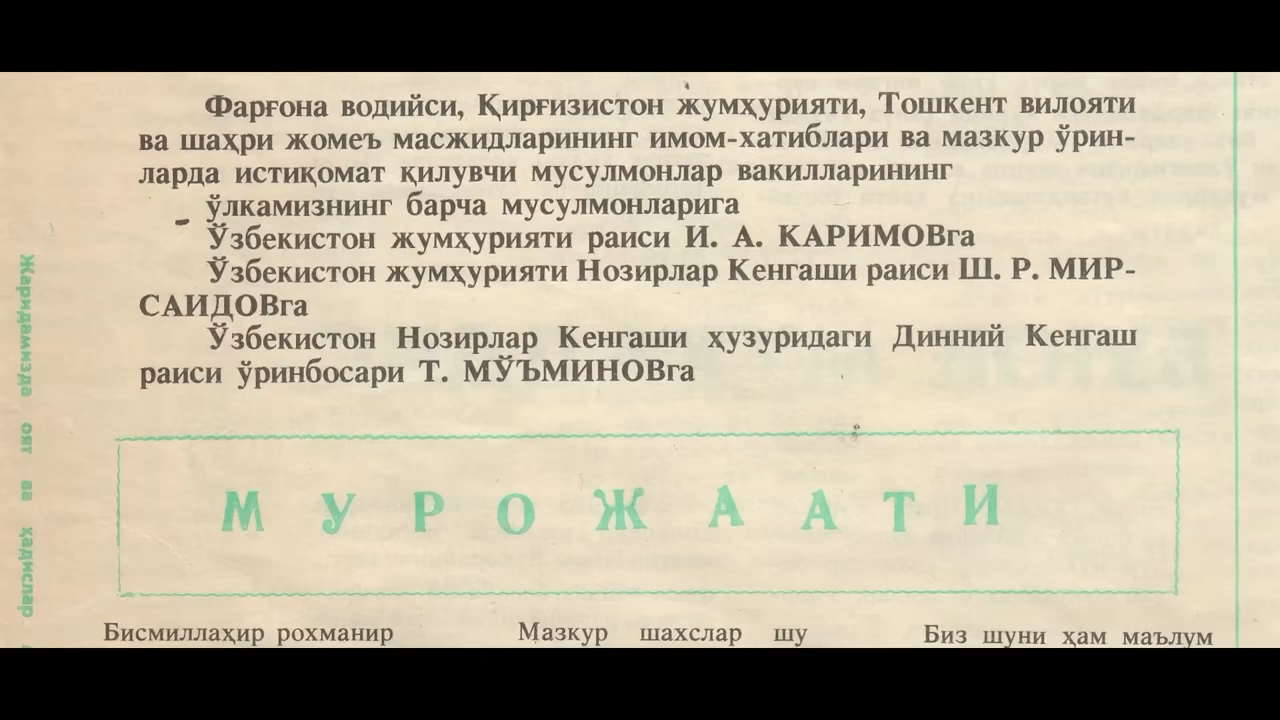 Фарғона водийси, Қирғизистон жумҳурияти, Тошкент вилояти
ва шаҳри жомеъ масжидларининг имом-хатиблари ва мазкур ўрин-
ларда истиқомат қилувчи мусулмонлар вакилларининг
ўлкамизнинг барча мусулмонларига
Ўзбекистон жумҳурияти раиси И. А. КАРИМОВга
Ўзбекистон жумҳурияти Нозирлар Кенгаши раиси Ш. Р. МИР-
САИДОВга
Ўзбекистон Нозирлар Кенгаши ҳузуридаги Динний Кенгаш
раиси ўринбосари Т. МЎЪМИНОВга
МУРОЖААТИ
Бисмиллаҳир рохманир
Мазкур шахслар шу
Биз шуни ҳам маълум
Жаридамизда оят ва ҳадислар